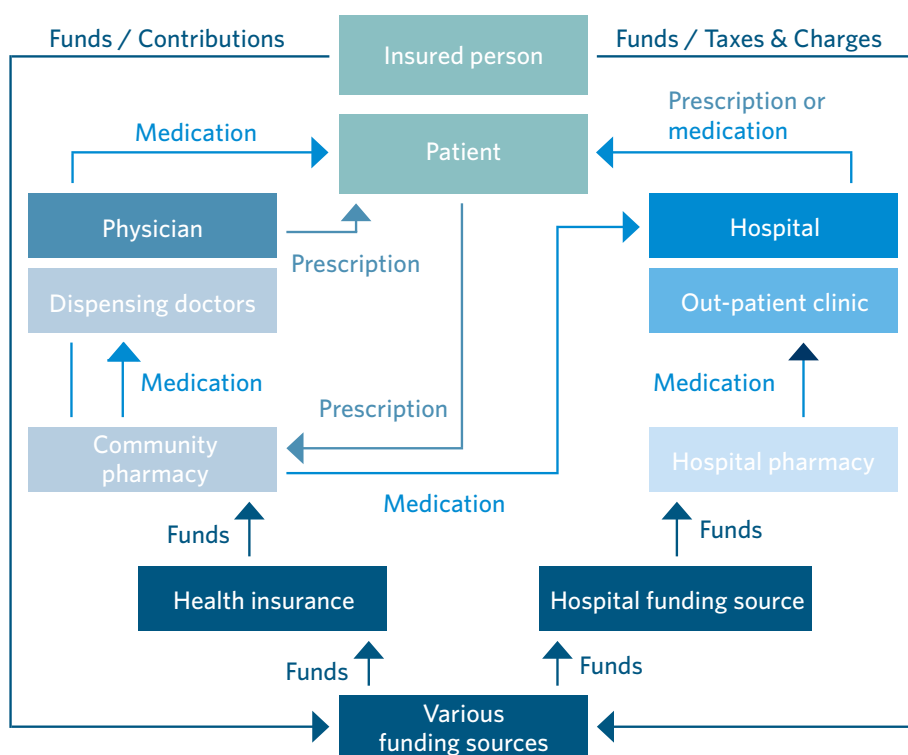 Funds / Contributions
Insured person
Funds / Taxes & Charges
Prescription or
medication
Medication
Patient
Physician
Hospital
Prescription
Dispensing doctors
Out-patient clinic
Medication
Medication
Prescription
Community
pharmacy
Hospital pharmacy
Medication
Funds
Funds
Health insurance
Hospital funding source
Funds
Funds
Various
funding sources